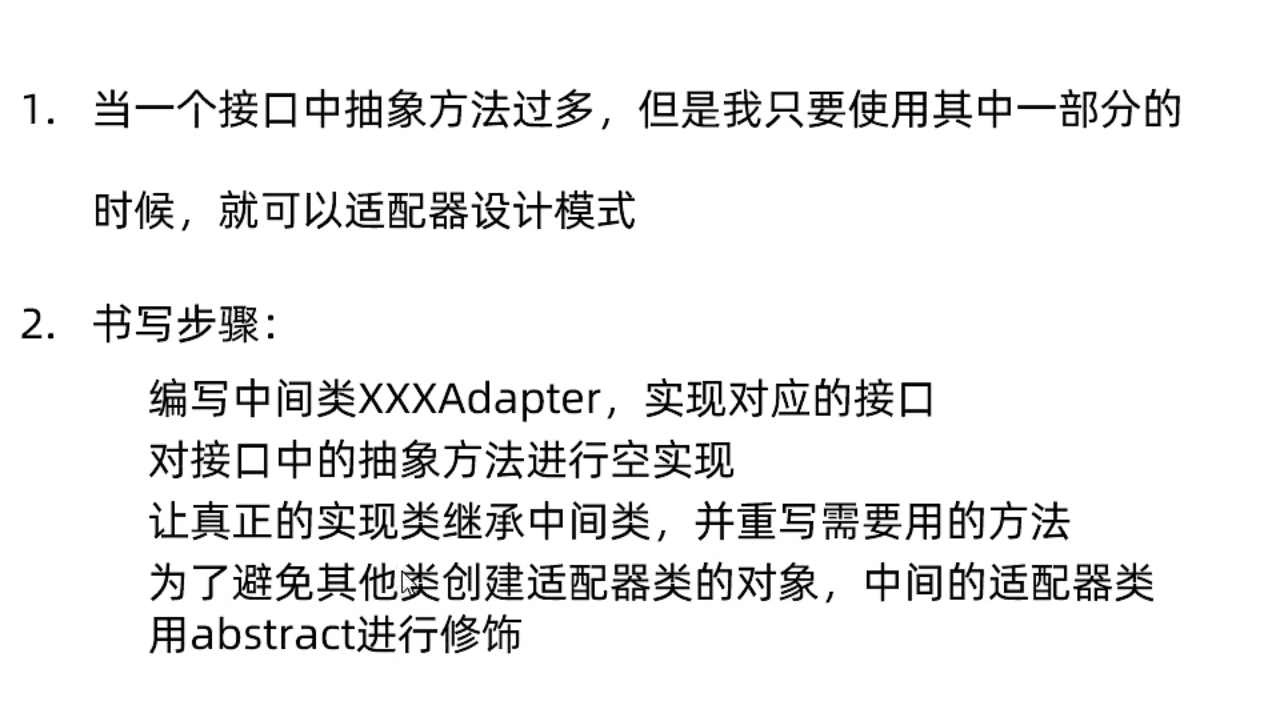 1. 当一个接口中抽象方法过多，但是我只要使用其中一部分的
时候，就可以适配器设计模式
2. 书写步骤：
编写中间类XXXAdapter，实现对应的接口
对接口中的抽象方法进行空实现
让真正的实现类继承中间类，并重写需要用的方法
为了避免其他类创建适配器类的对象，中间的适配器类
用abstract进行修饰